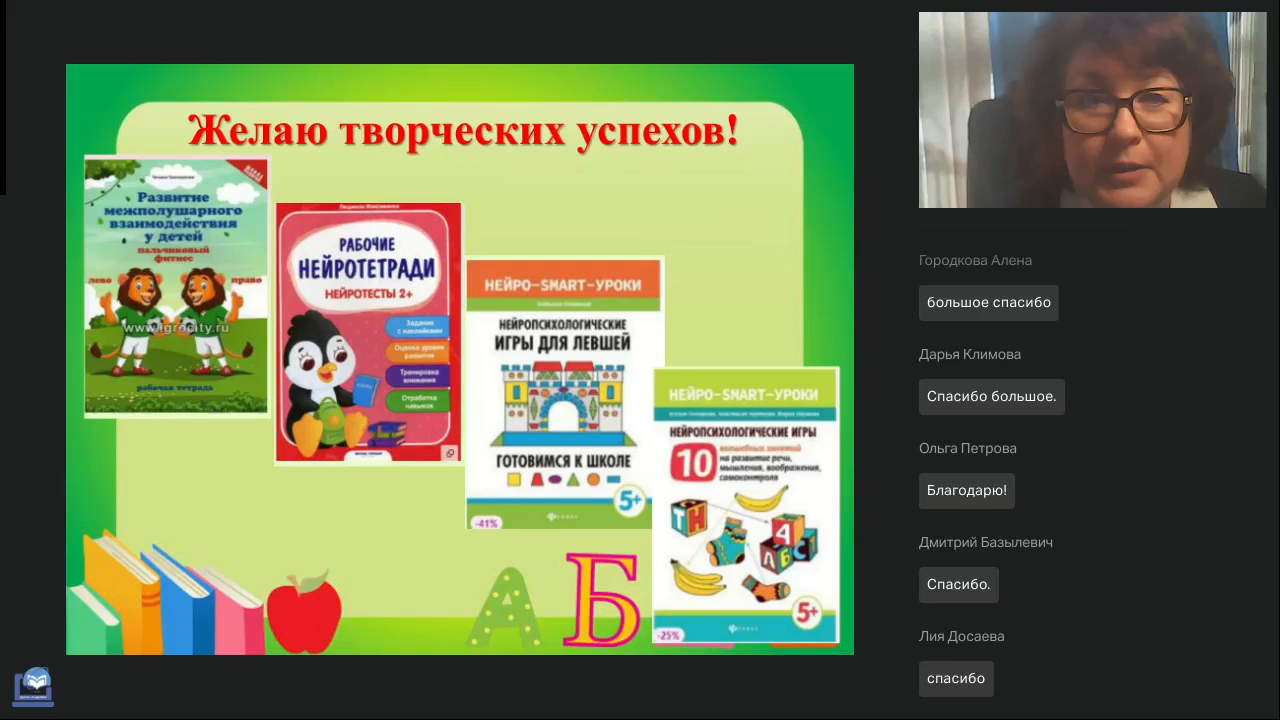 Желаю творческих успехов!
Развитие
межполушарного
взаимодействия
у детей
пальчиковый
фитнес
лево
право
www.igrocity.ru
рабочая тетрадь
РАБОЧИЕ
НЕЙРОТЕТРАДИ
НЕЙРОТЕСТЫ 2+
Задания
с наклейками
Оценка уровня
развития
Тренировка
внимания
Отработка
навыков
НЕЙРО-SMART-УРОКИ
НЕЙРОПСИХОЛОГИЧЕСКИЕ
ИГРЫ ДЛЯ ЛЕВШЕЙ
ГОТОВИМСЯ К ШКОЛЕ
5+
-41%
НЕЙРО-SMART-УРОКИ
НЕЙРОПСИХОЛОГИЧЕСКИЕ ИГРЫ
10 волшебных занятий
на развитие речи,
мышления, воображения,
самоконтроля
5+
-25%
А Б
Городкова Алена
большое спасибо
Дарья Климова
Спасибо большое.
Ольга Петрова
Благодарю!
Дмитрий Базылевич
Спасибо.
Лия Досаева
спасибо